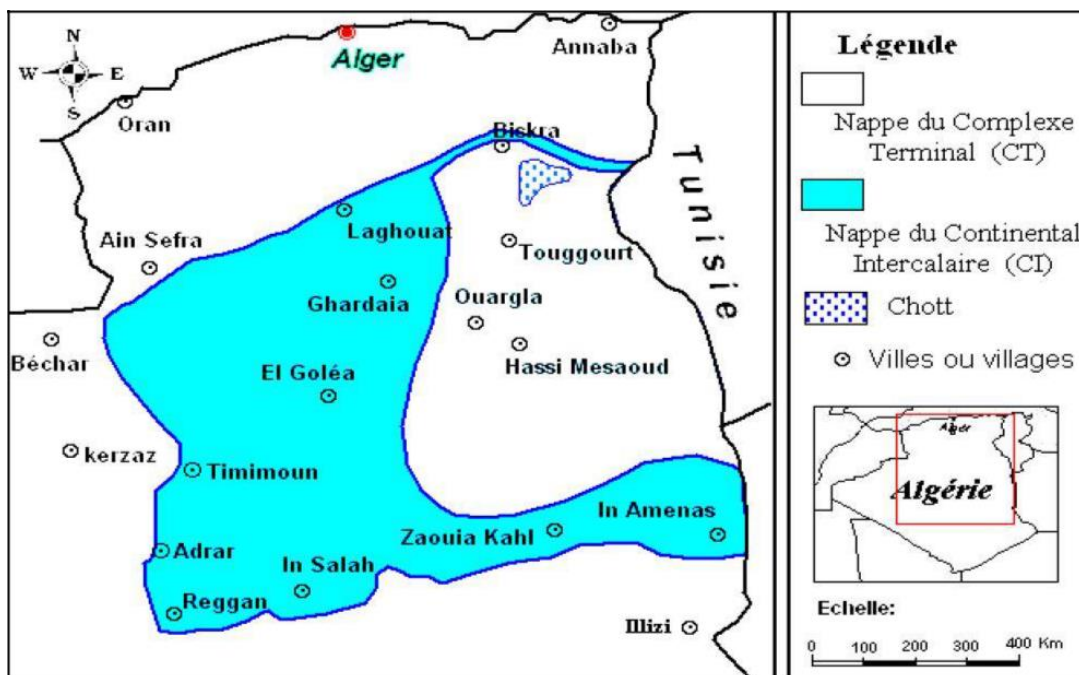 N
W
E
S
Alger
Annaba
Oran
Biskra
Tunisie
Laghouat
Ain Sefra
Touggourt
Ghardaia
Ouargla
Béchar
Hassi Mesaoud
El Goléa
kerzaz
Timimoun
In Amenas
Zaouia Kahl
Adrar
In Salah
Reggan
Illizi
Légende
Nappe du Complexe
Terminal (CT)
Nappe du Continental
Intercalaire (CI)
Chott
Villes ou villages
Alger
Algérie
Echelle:
0 100 200 300 400 Km